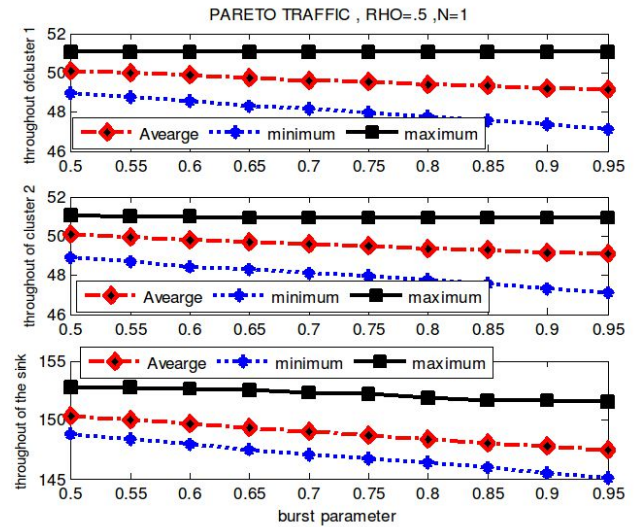 PARETO TRAFFIC , RHO=.5 ,N=1
throughout ofcluster 1
52
50
48
46
Avearge minimum maximum
0.5 0.55 0.6 0.65 0.7 0.75 0.8 0.85 0.9 0.95
throughout of cluster 2
52
50
48
46
Avearge minimum maximum
0.5 0.55 0.6 0.65 0.7 0.75 0.8 0.85 0.9 0.95
throughout of the sink
155
150
145
Avearge minimum maximum
0.5 0.55 0.6 0.65 0.7 0.75 0.8 0.85 0.9 0.95
burst parameter